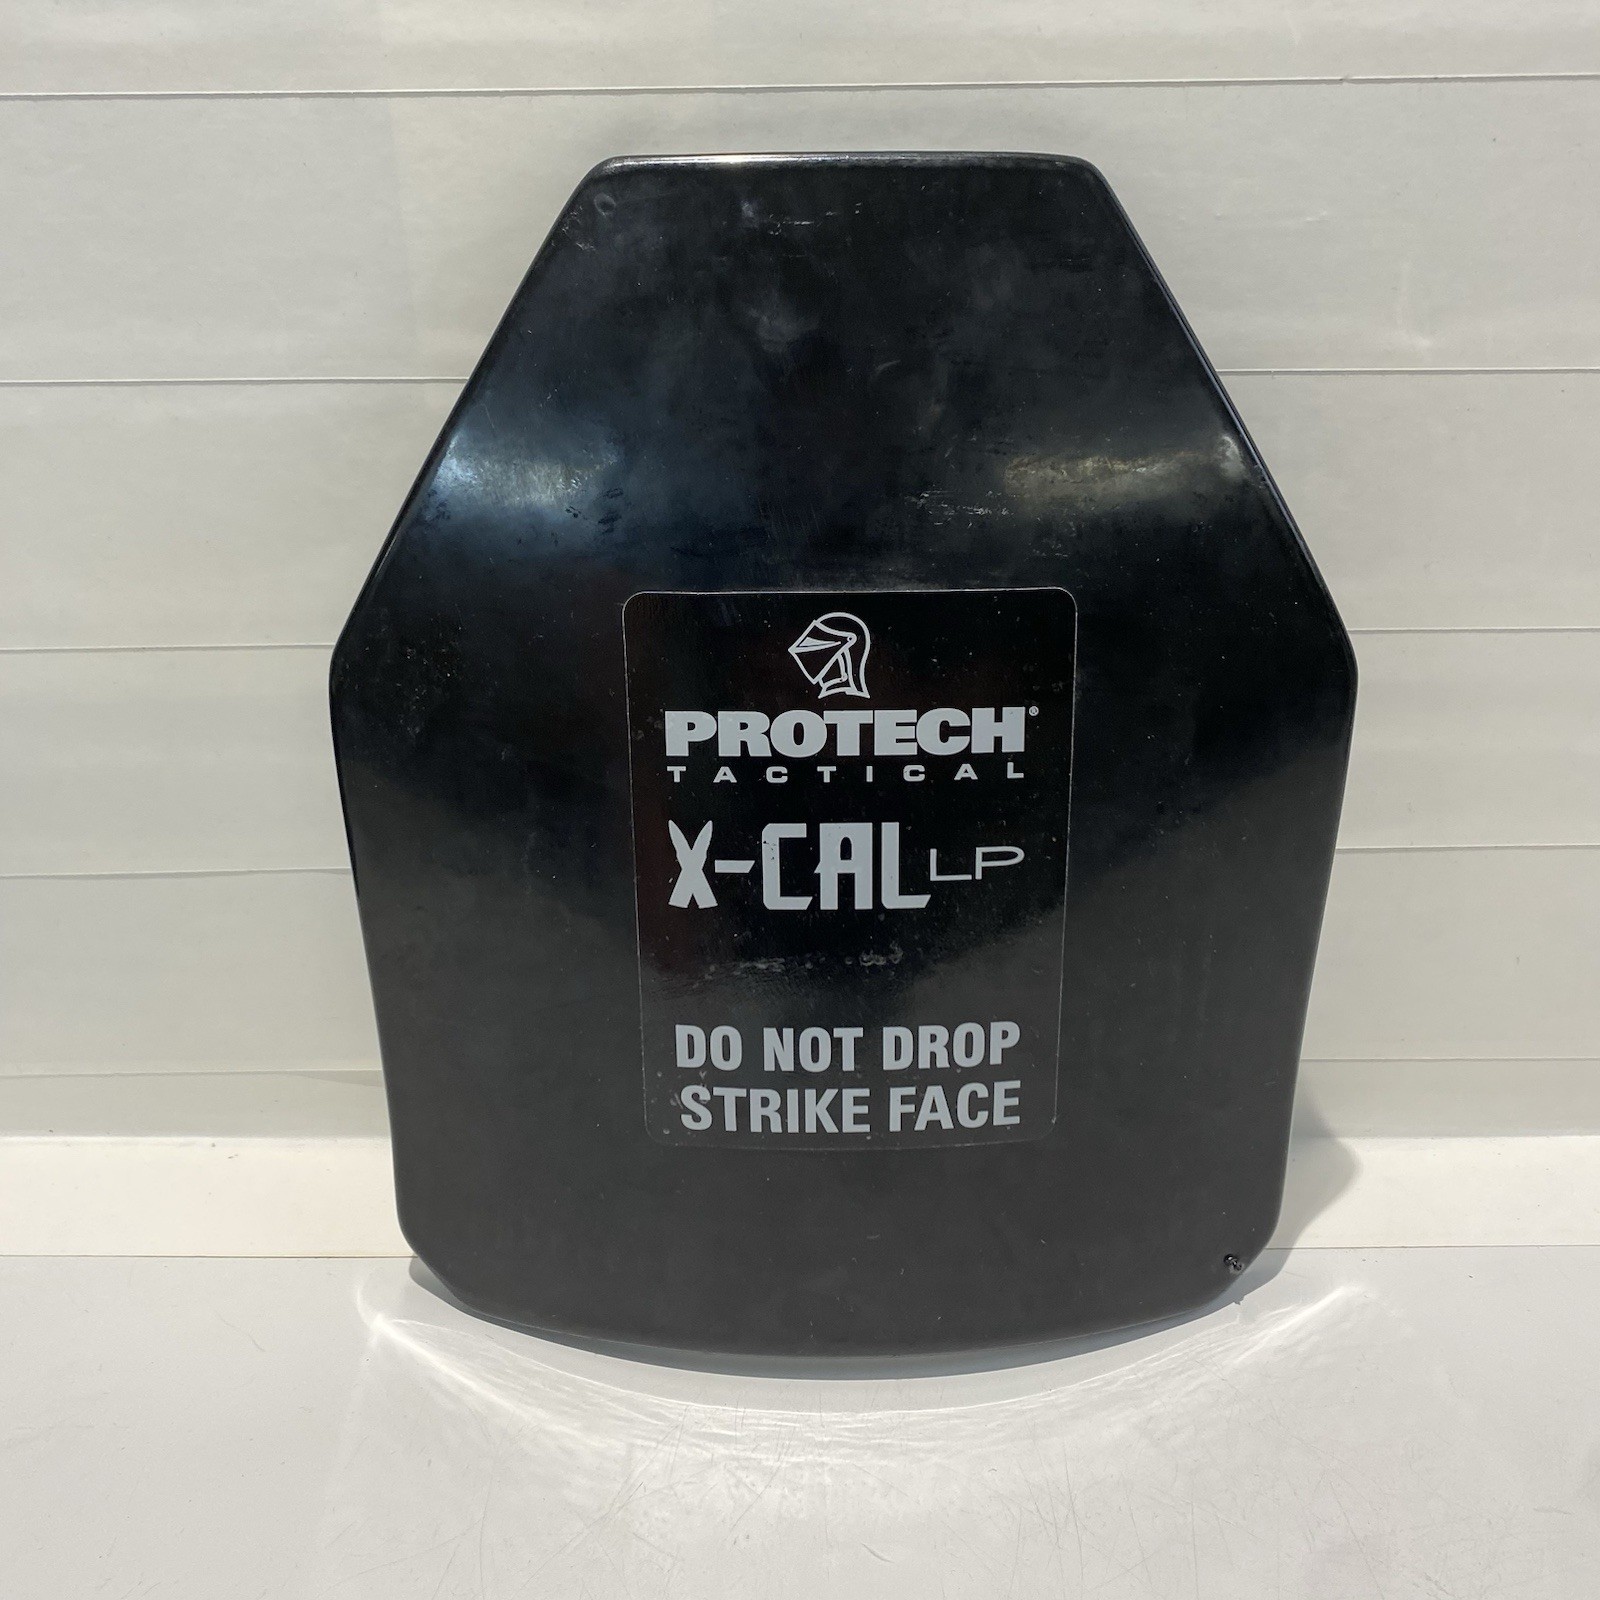 PROTECH®
TACTICAL
X-CAL LP
DO NOT DROP
STRIKE FACE